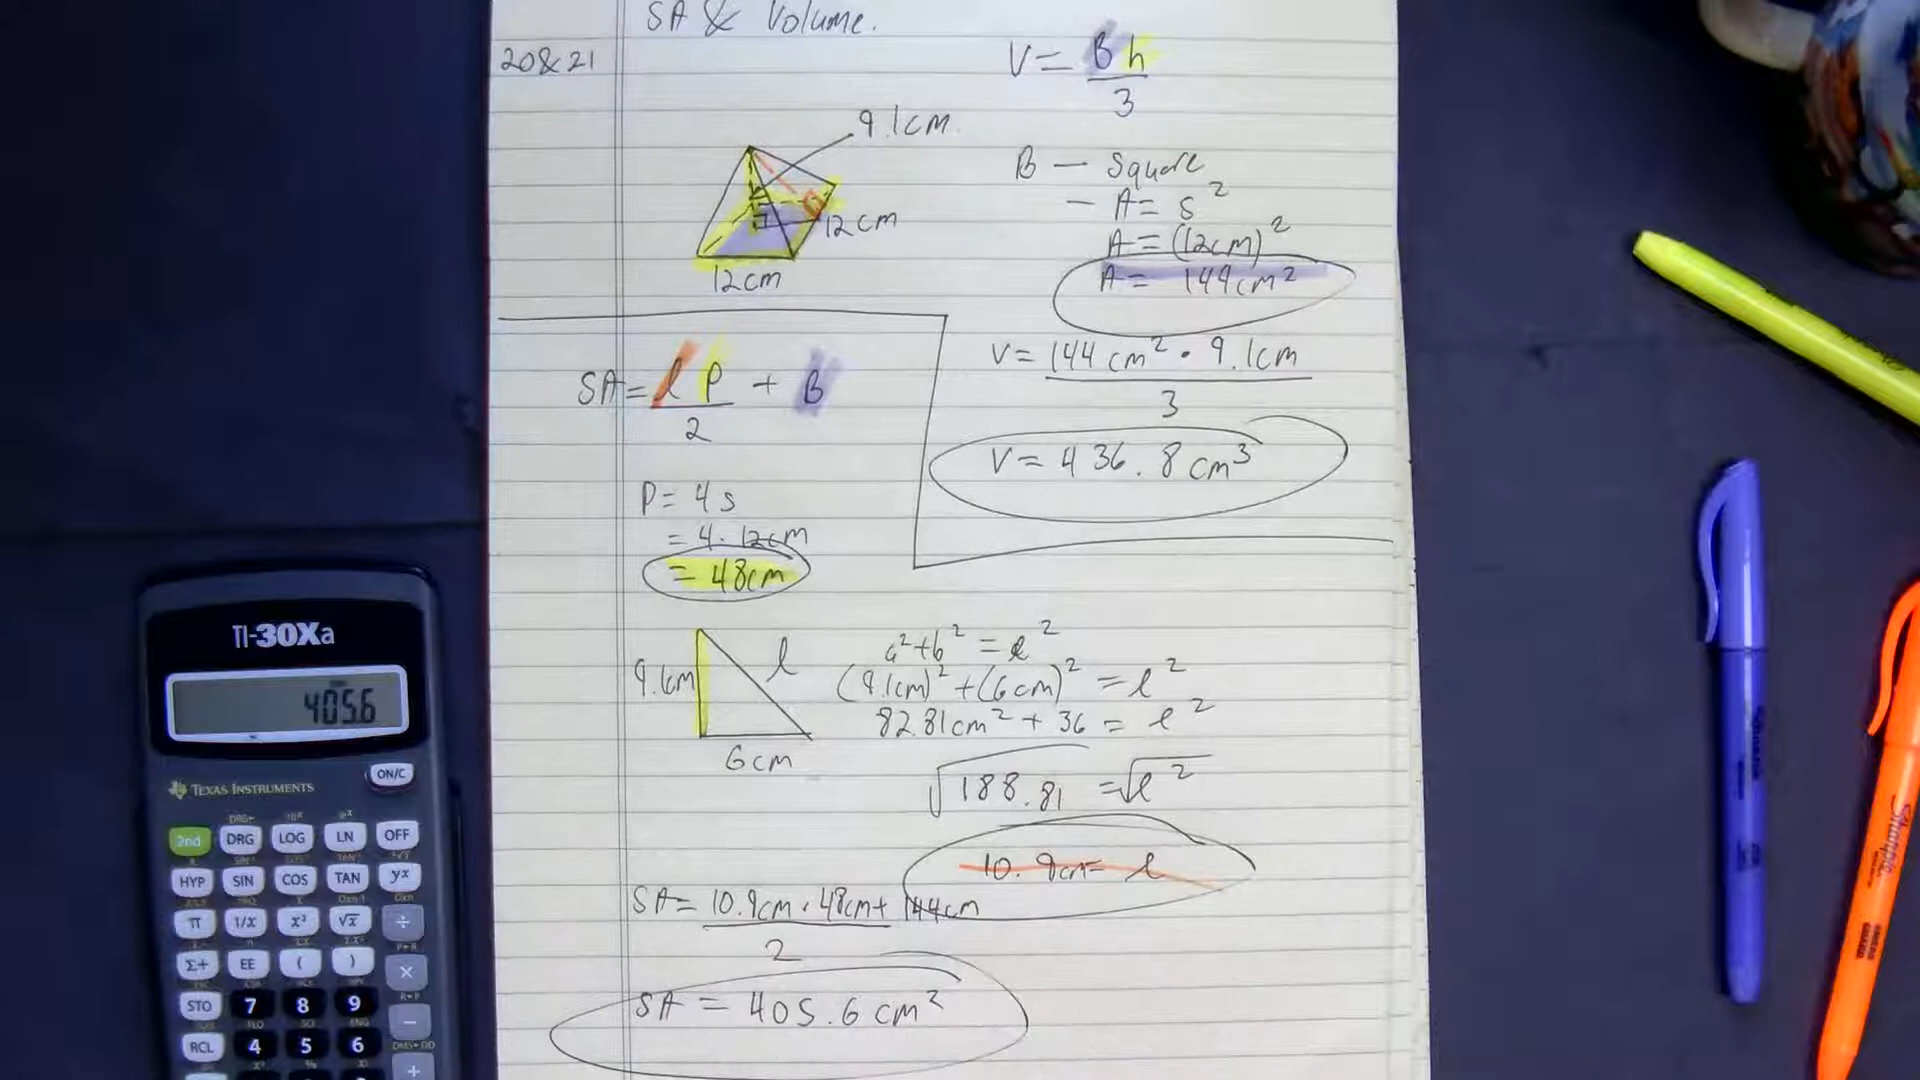 SA & Volume.
20&21
V = Bh
3
9.1cm.
12cm
12cm
B — Square
— A = s²
A = (12cm)²
A = 144cm²
V = 144 cm² • 9.1cm
3
V = 436.8 cm³
SA = lp + B
2
P = 4s
= 4 · 12cm
= 48cm
9.1cm
l
6cm
a² + b² = l²
(9.1cm)² + (6cm)² = l²
82.81cm² + 36 = l²
√188.81 = √l²
10.9cm = l
SA = 10.9cm · 48cm + 144cm
2
SA = 405.6 cm²
TI-30Xa
405.6
TEXAS INSTRUMENTS
ON/C
2nd DRG LOG LN OFF
HYP SIN COS TAN yˣ
π 1/x x² √x ÷
Σ+ EE ( ) ×
STO 7 8 9 −
RCL 4 5 6 +
Sharpie